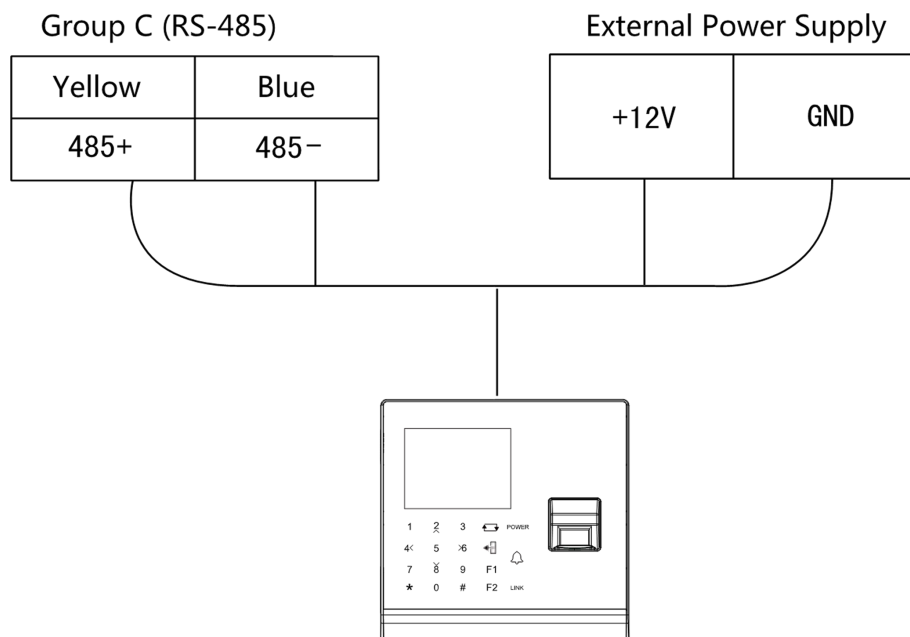 Group C (RS-485)
External Power Supply
Yellow Blue
485+ 485-
+12V GND
1 2 3 POWER
4< 5 >6
7 8 9 F1
* 0 # F2 LINK